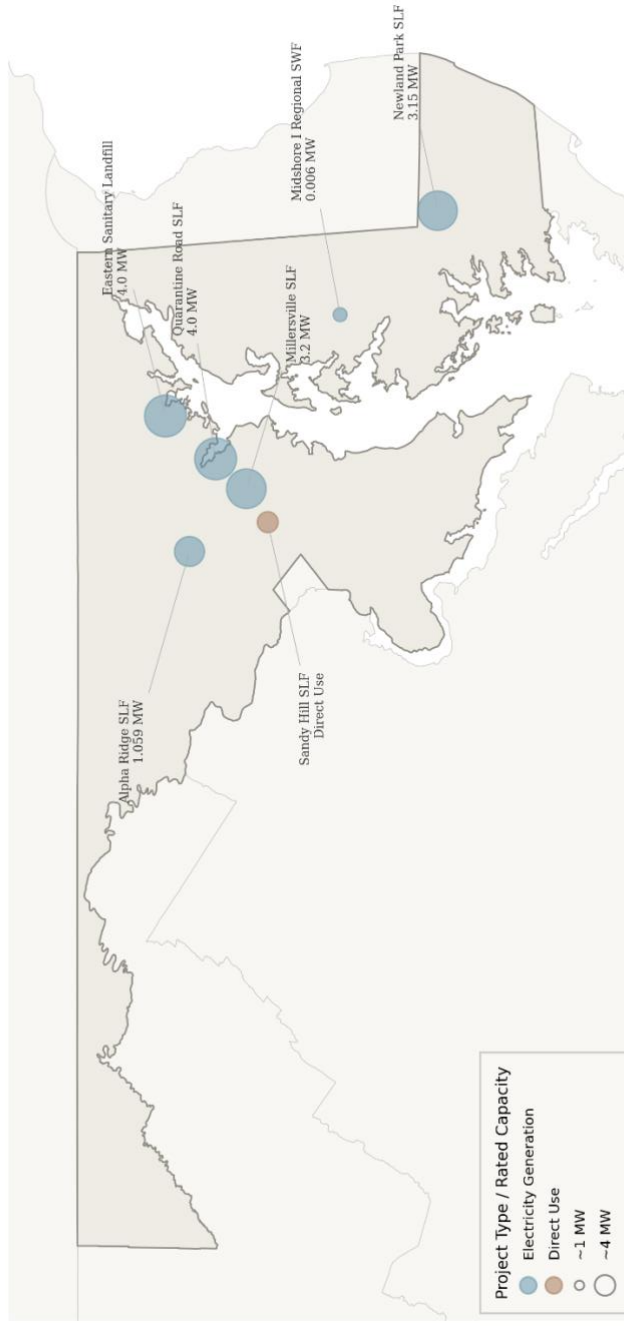 Eastern Sanitary Landfill
4.0 MW
Quarantine Road SLF
4.0 MW
Millersville SLF
3.2 MW
Midshore I Regional SWF
0.006 MW
Newland Park SLF
3.15 MW
Alpha Ridge SLF
1.059 MW
Sandy Hill SLF
Direct Use
Project Type / Rated Capacity
Electricity Generation
Direct Use
~1 MW
~4 MW